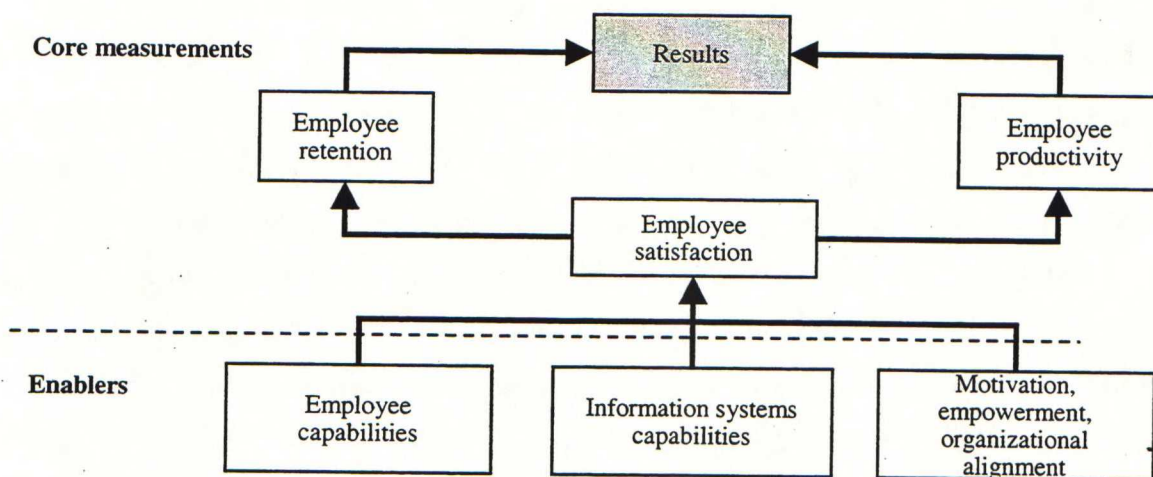 Core measurements
Results
Employee
retention
Employee
productivity
Employee
satisfaction
Enablers
Employee
capabilities
Information systems
capabilities
Motivation,
empowerment,
organizational
alignment